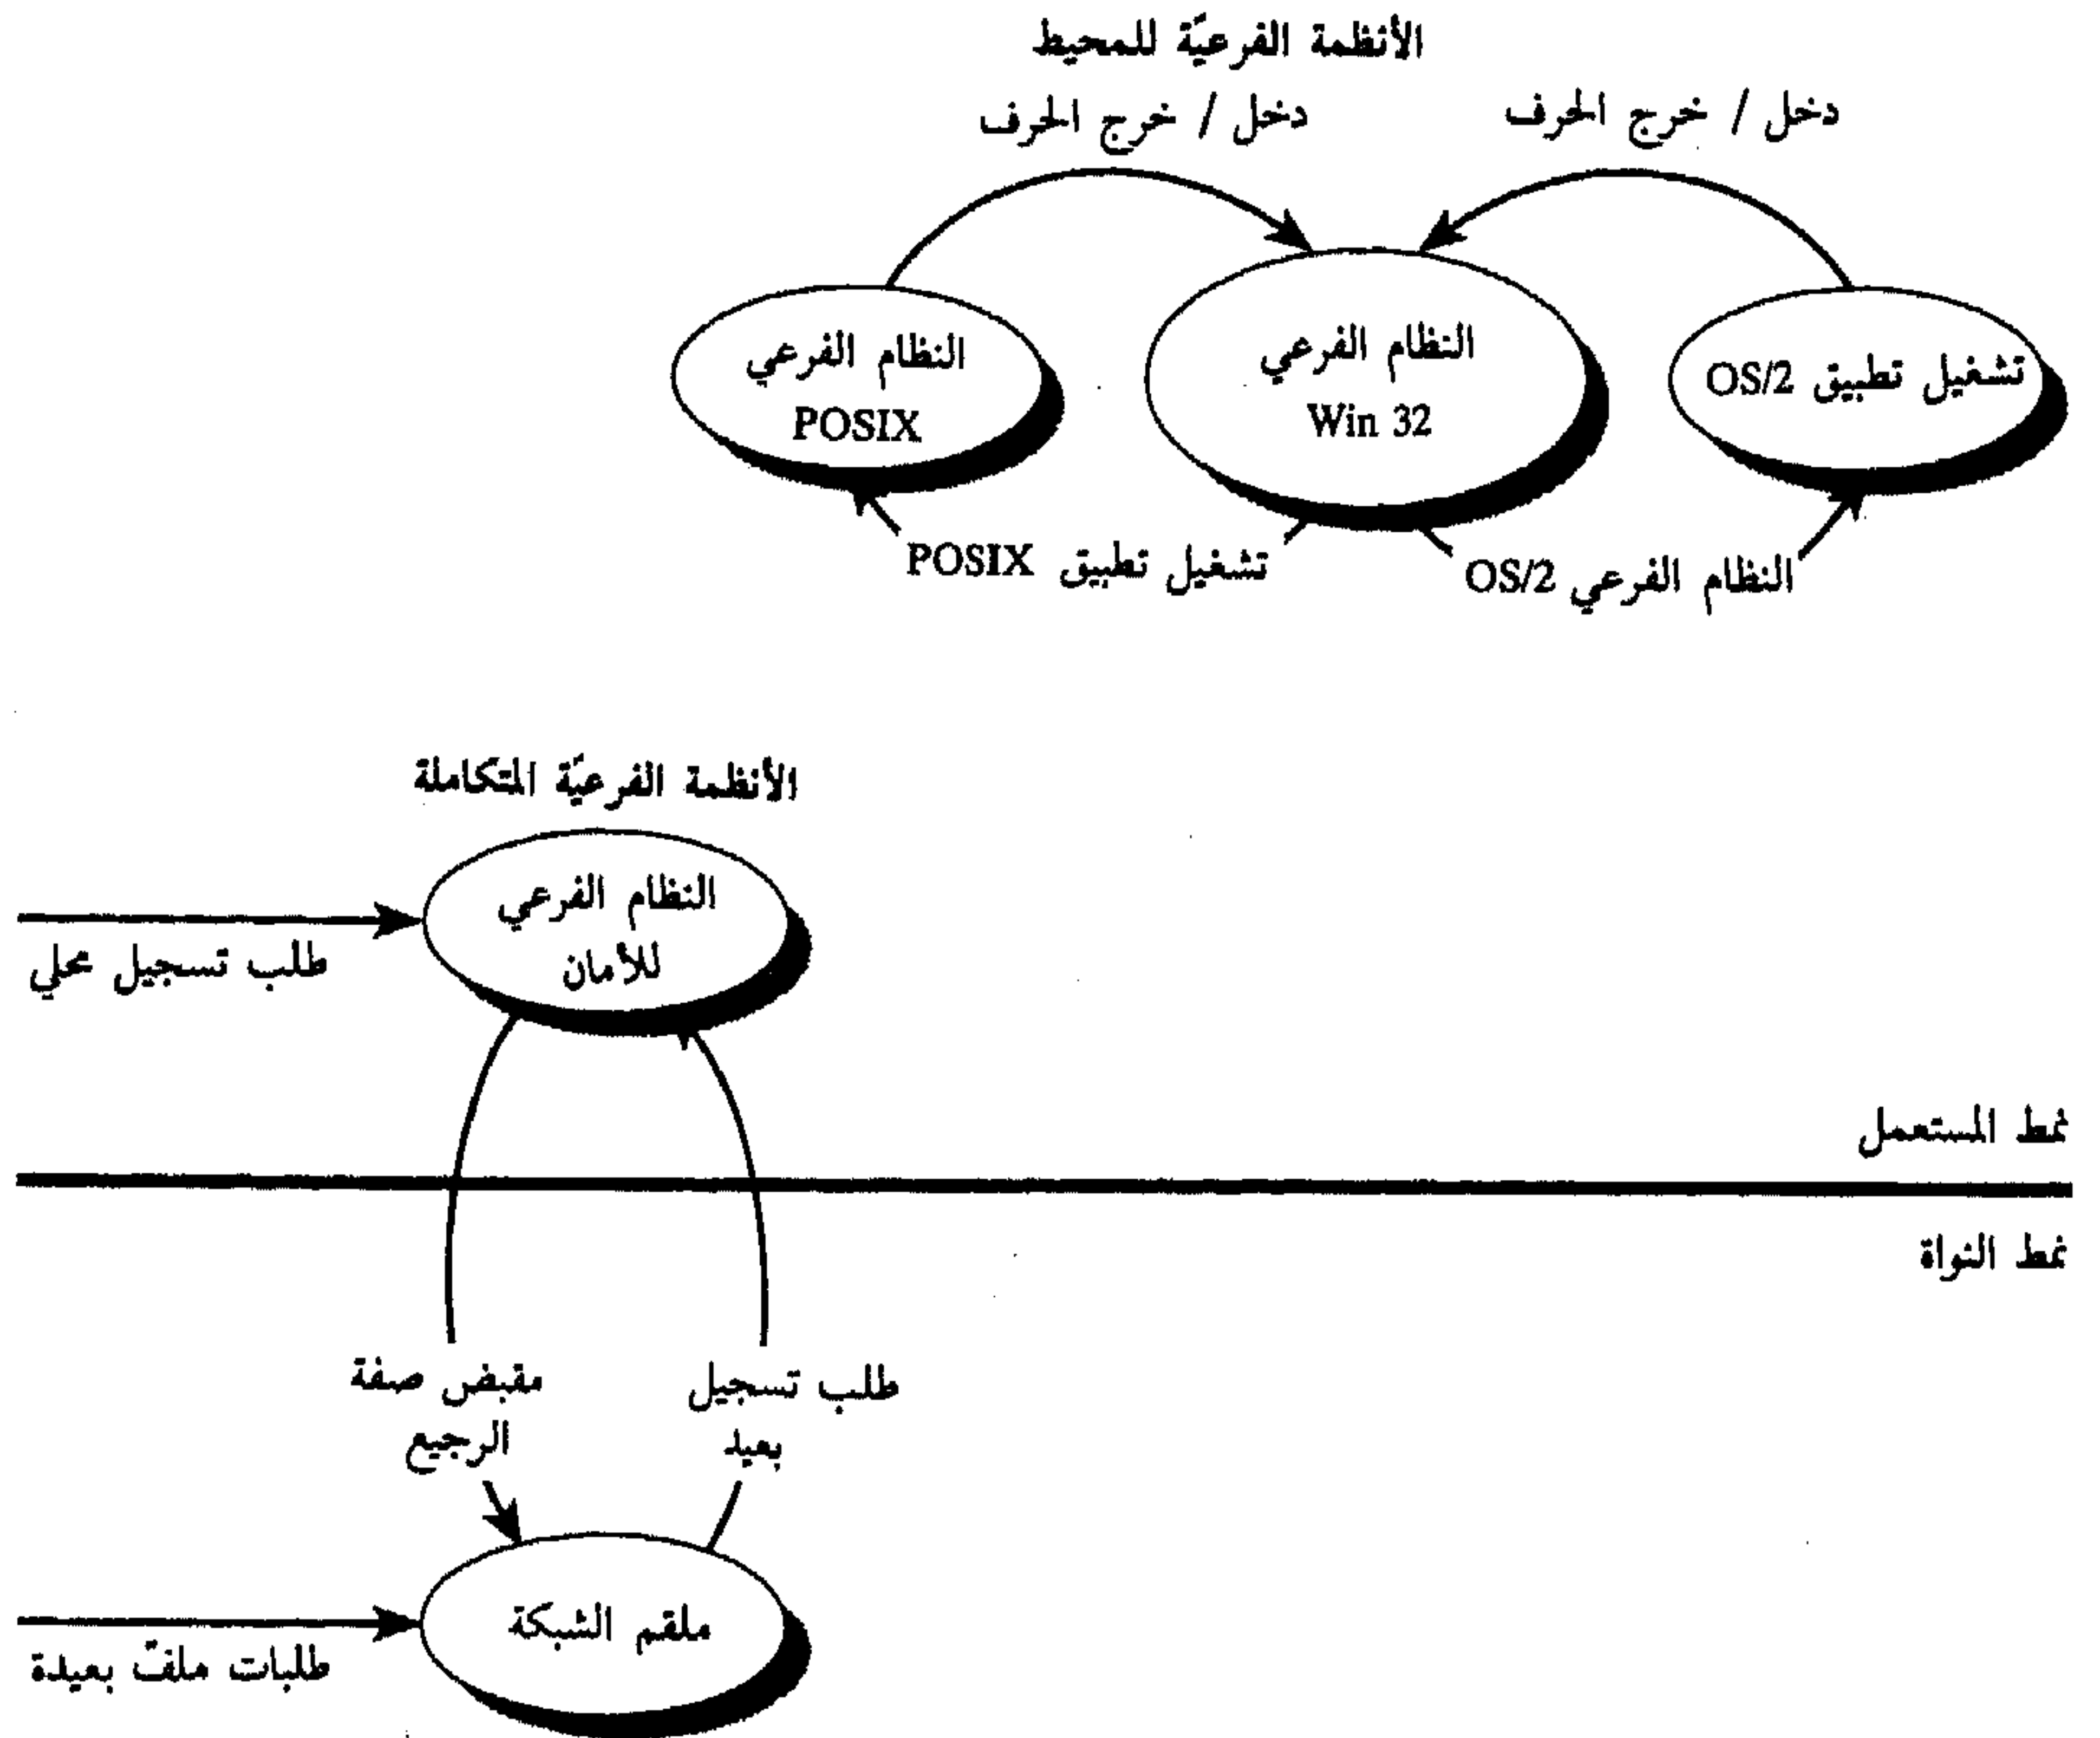 الأنظمة الفرعيّة للمحيط
دخل / خرج الحرف
دخل / خرج الحرف
تشغيل تطبيق OS/2
النظام الفرعي
Win 32
النظام الفرعي
POSIX
النظام الفرعي OS/2
تشغيل تطبيق POSIX
الأنظمة الفرعيّة المتكاملة
النظام الفرعي
للأمان
طلب تسجيل محلي
نمط المستعمل
نمط النواة
طلب تسجيل
بعيد
مقبض صفة
الرجيع
ملقم الشبكة
طلبات ملفتّ بعيدة